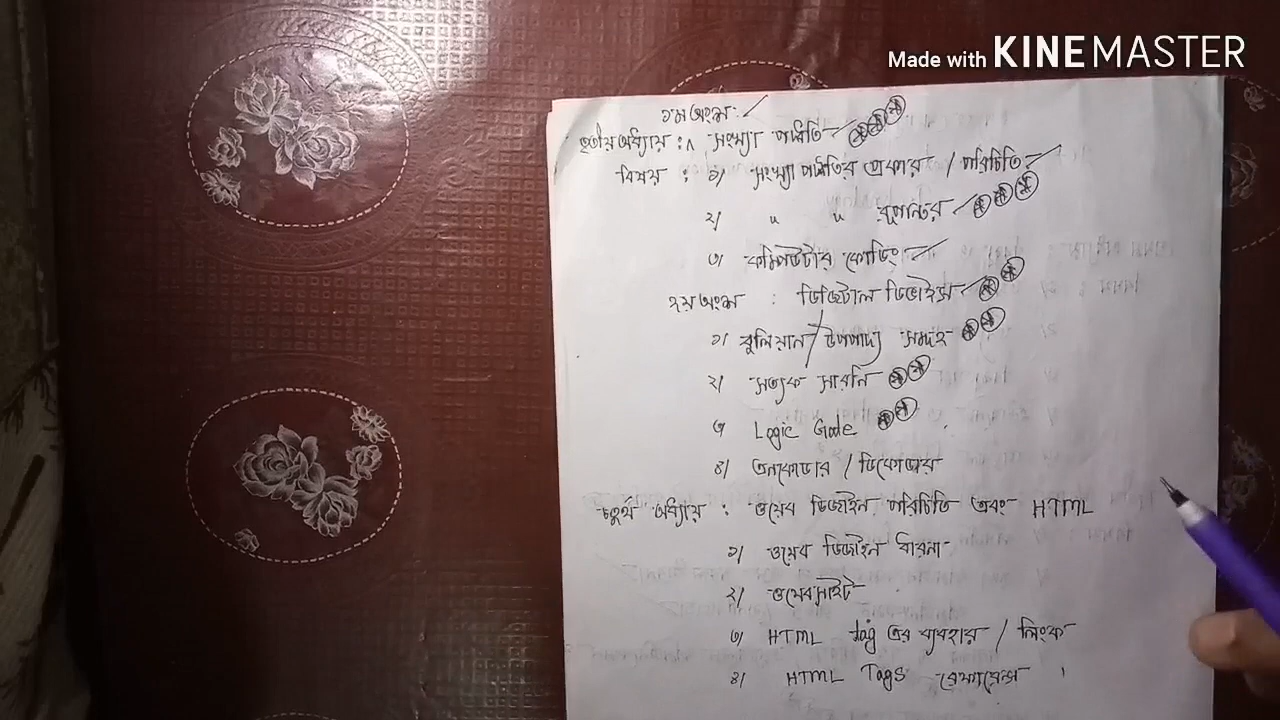 Made with KINEMASTER
১ম অংশ :
তৃতীয় অধ্যায় : সংখ্যা পদ্ধতি
বিষয় : ১) সংখ্যা পদ্ধতির প্রকার / পরিচিতি
২) " " রূপান্তর
৩) কম্পিউটার কোডিং
২য় অংশ : ডিজিটাল ডিভাইস
১) বুলিয়ান / উপপাদ্য সমূহ
২) সত্যক সারনি
৩) Logic Gate
৪) এনকোডার / ডিকোডার
চতুর্থ অধ্যায় : ওয়েব ডিজাইন পরিচিতি এবং HTML
১) ওয়েব ডিজাইন ধারনা
২) ওয়েবসাইট
৩) HTML tag এর ব্যবহার / লিংক
৪) HTML Tags